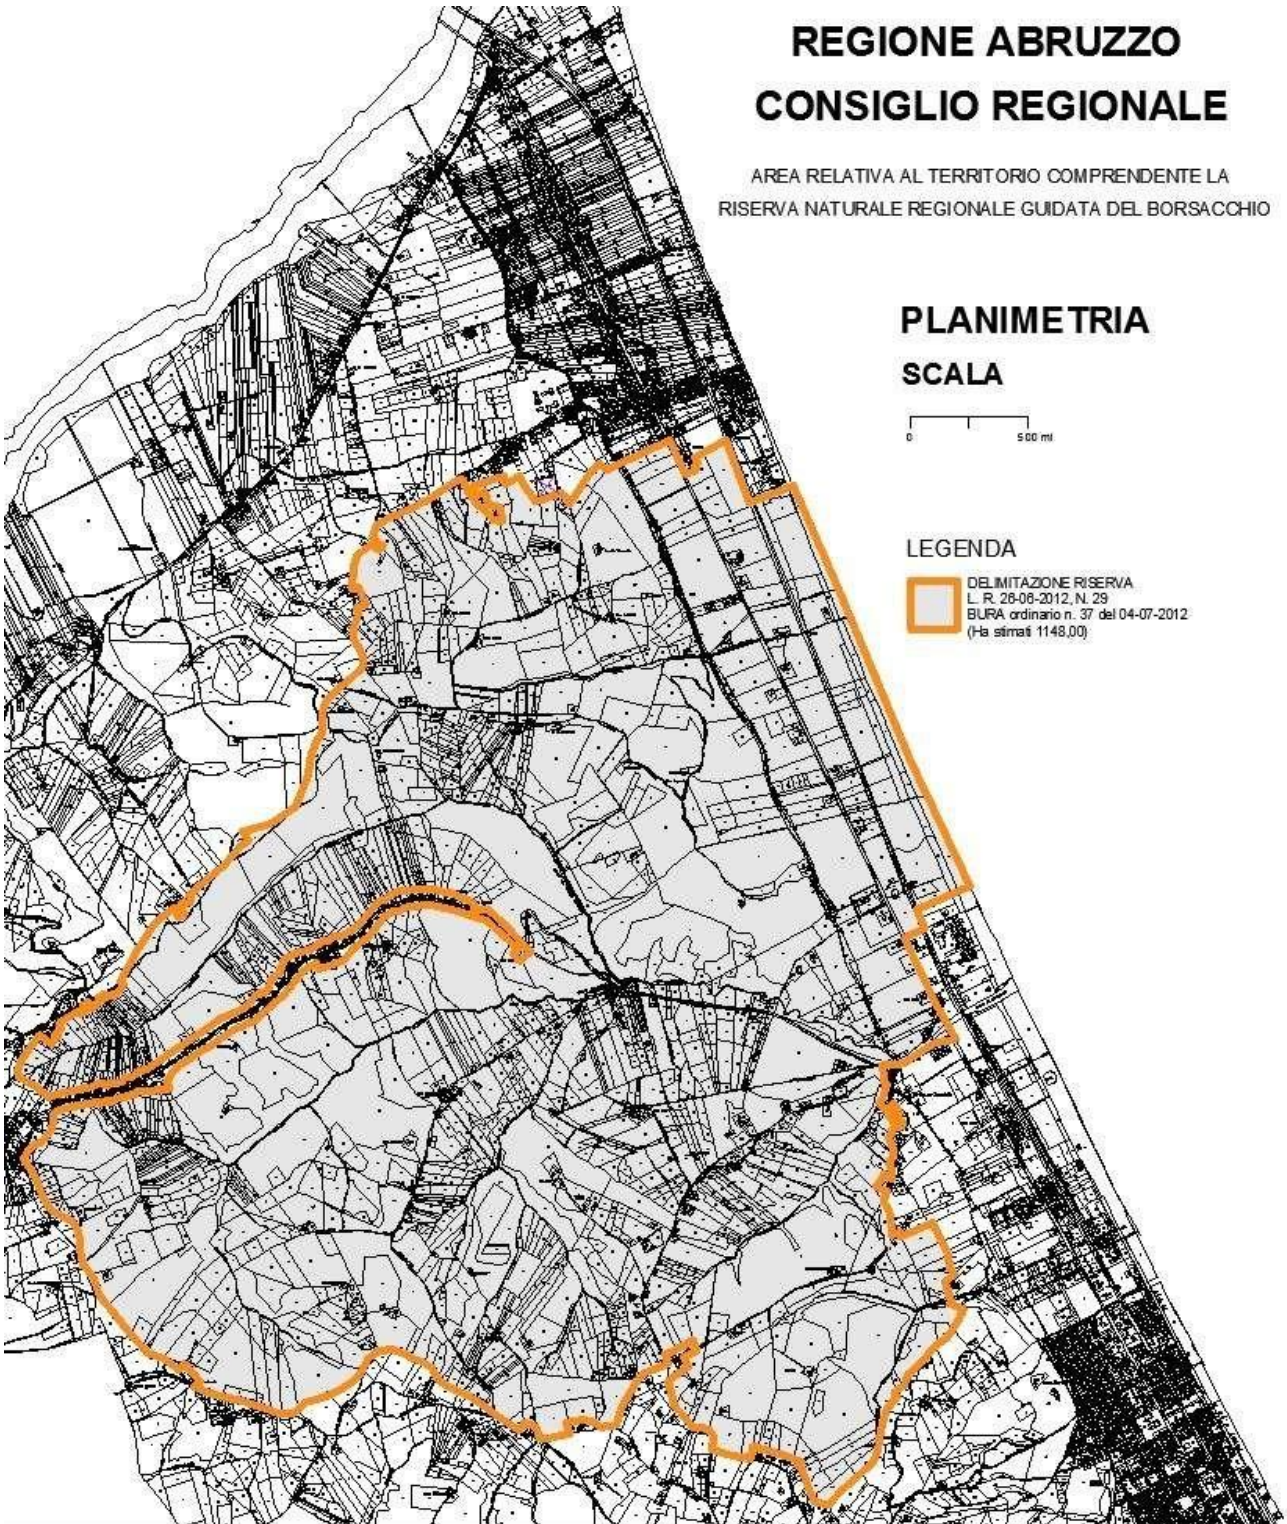 REGIONE ABRUZZO
CONSIGLIO REGIONALE
AREA RELATIVA AL TERRITORIO COMPRENDENTE LA
RISERVA NATURALE REGIONALE GUIDATA DEL BORSACCHIO
PLANIMETRIA
SCALA
0 500 ml
LEGENDA
DELIMITAZIONE RISERVA
L. R. 26-06-2012, N. 29
BURA ordinario n. 37 del 04-07-2012
(Ha stimati 1148,00)